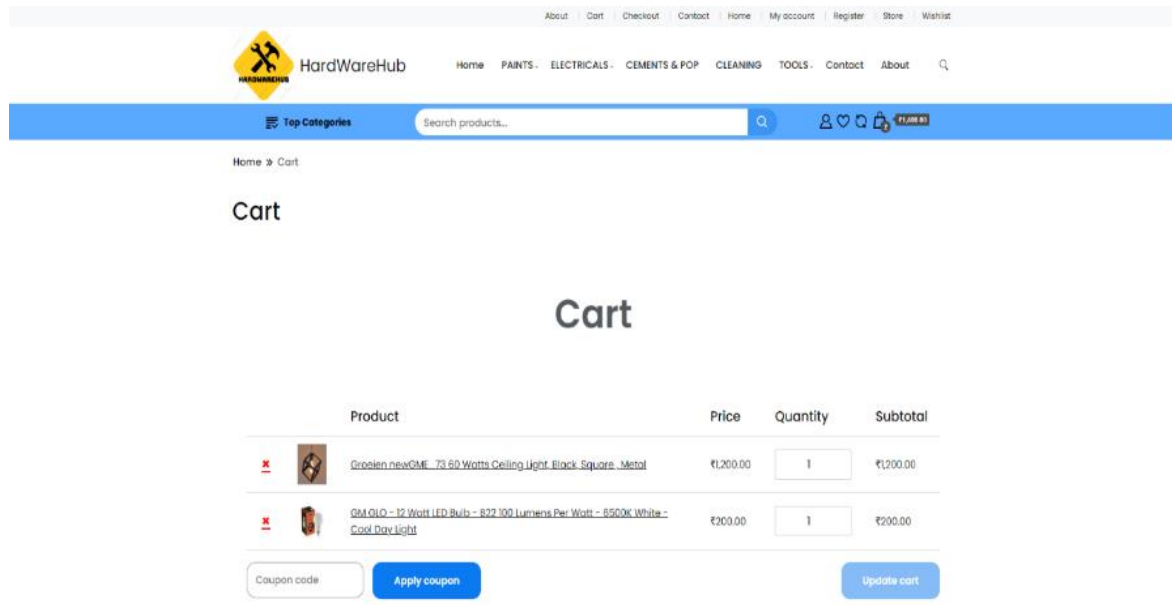 About Cart Checkout Contact Home My account Register Store Wishlist
HARDWAREHUB
HardWareHub Home PAINTS ELECTRICALS CEMENTS & POP CLEANING TOOLS Contact About
Top Categories Search products...
Home » Cart
Cart
Cart
Product Price Quantity Subtotal
Groeien newGME_73 60 Watts Ceiling Light, Black, Square, Metal ₹1,200.00 1 ₹1,200.00
GM GLO - 12 Watt LED Bulb - B22 100 Lumens Per Watt - 6500K White - ₹200.00 1 ₹200.00
Cool Day Light
Coupon code Apply coupon Update cart